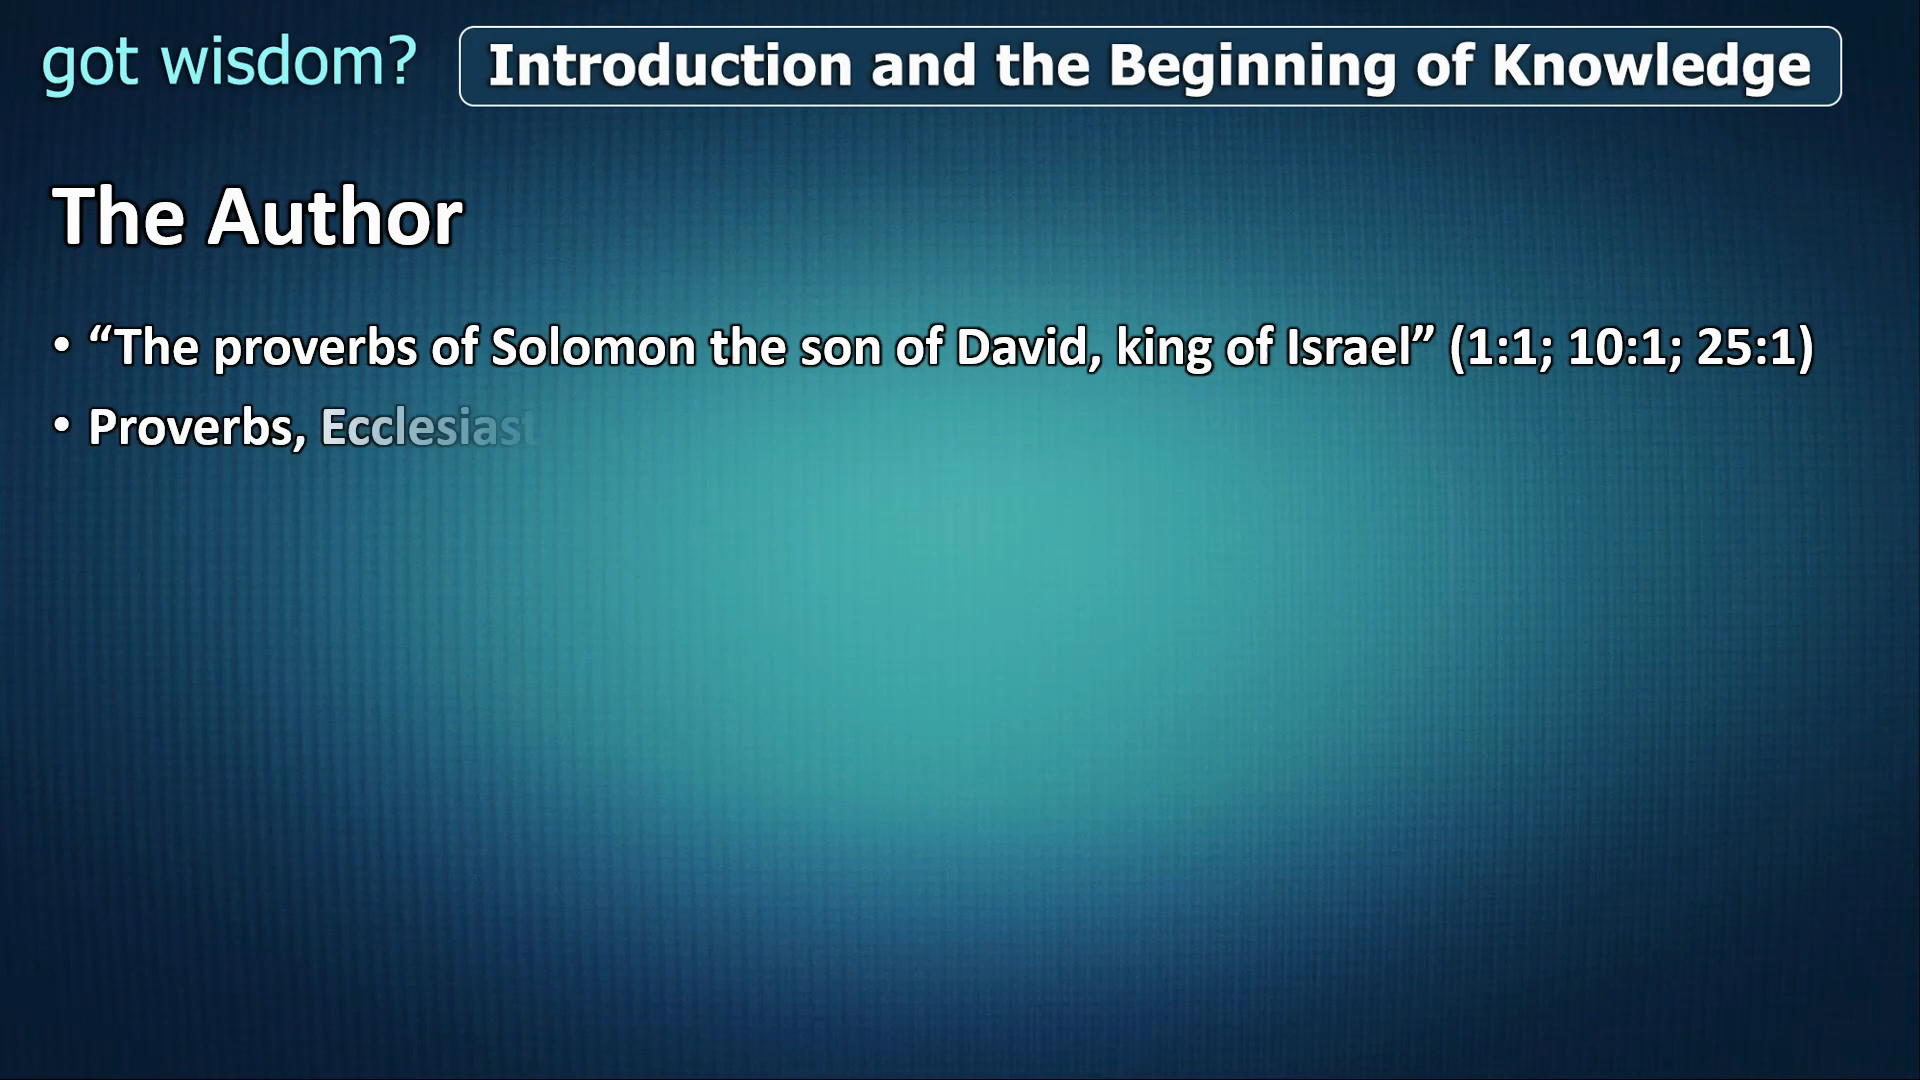 got wisdom?
Introduction and the Beginning of Knowledge
The Author
• “The proverbs of Solomon the son of David, king of Israel” (1:1; 10:1; 25:1)
• Proverbs, Ecclesiast